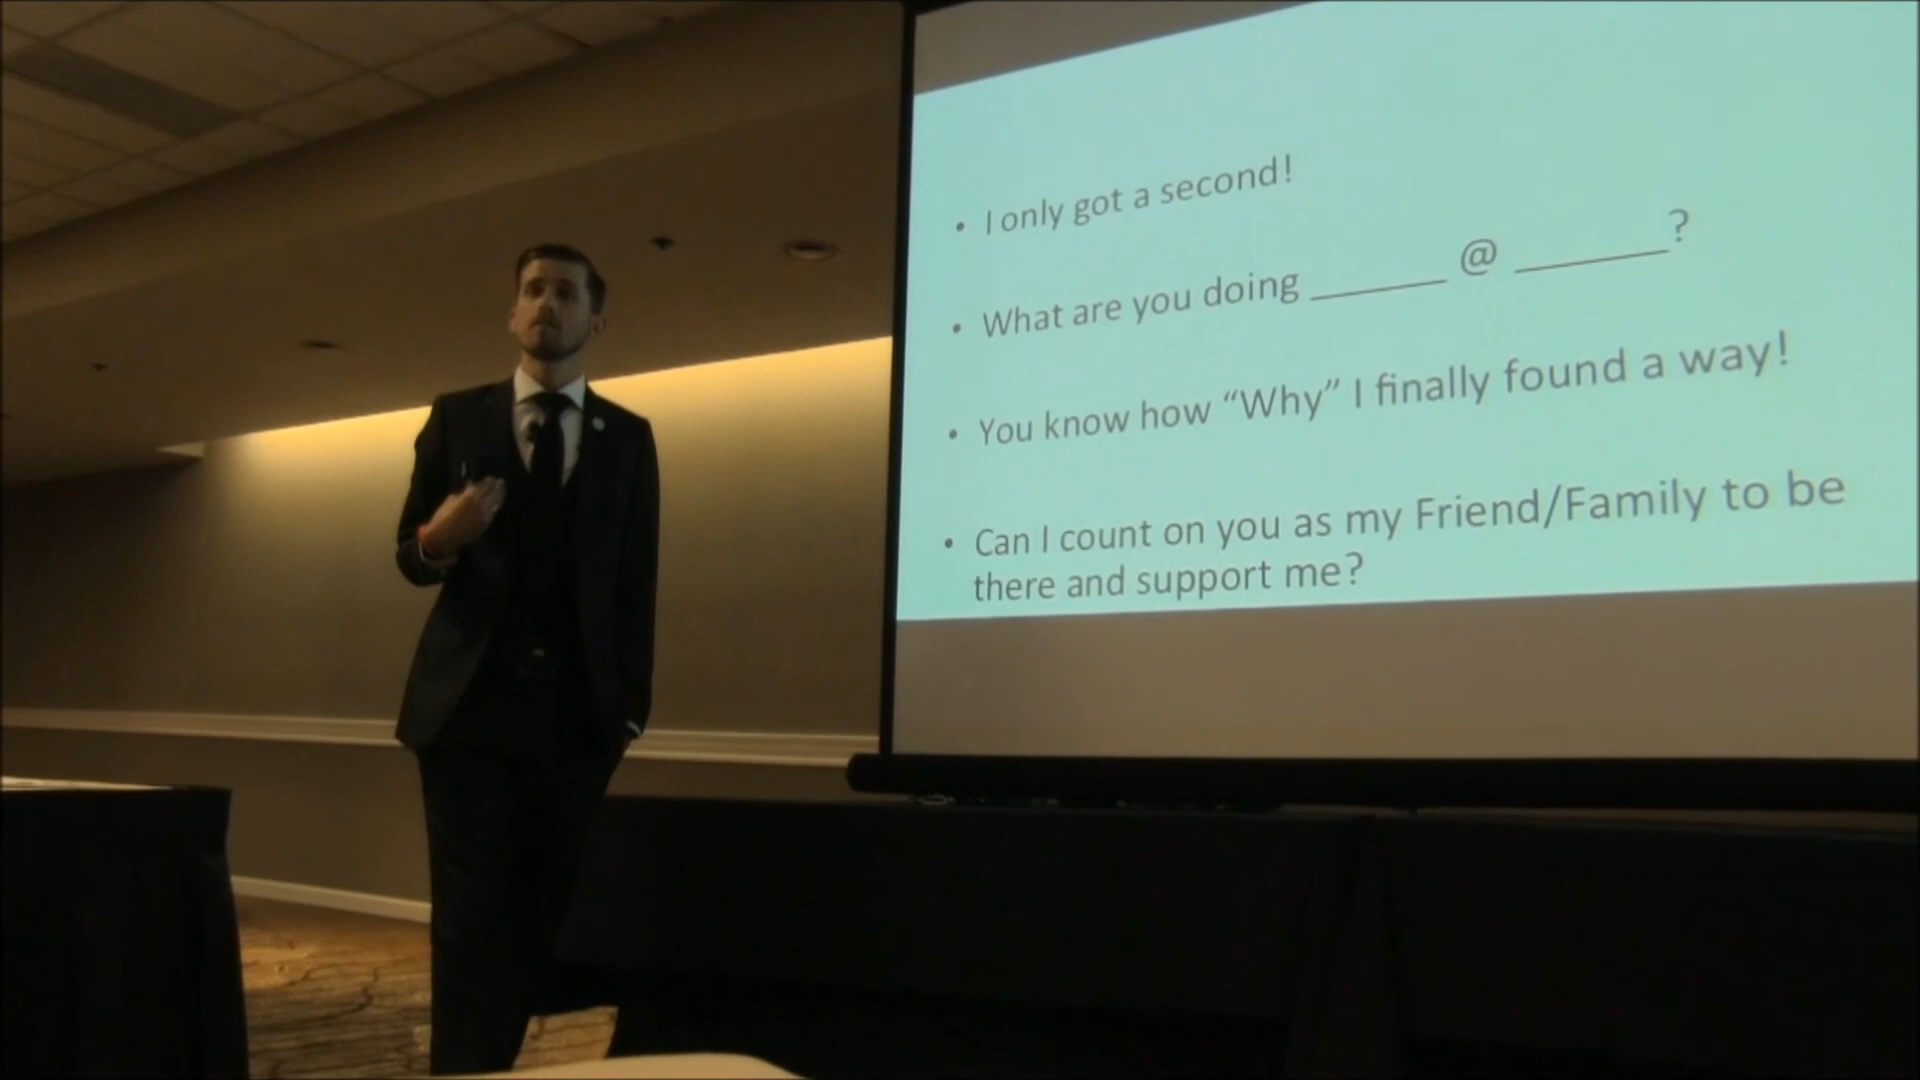 • I only got a second!
• What are you doing ______ @ _______?
• You know how “Why” I finally found a way!
• Can I count on you as my Friend/Family to be
there and support me?